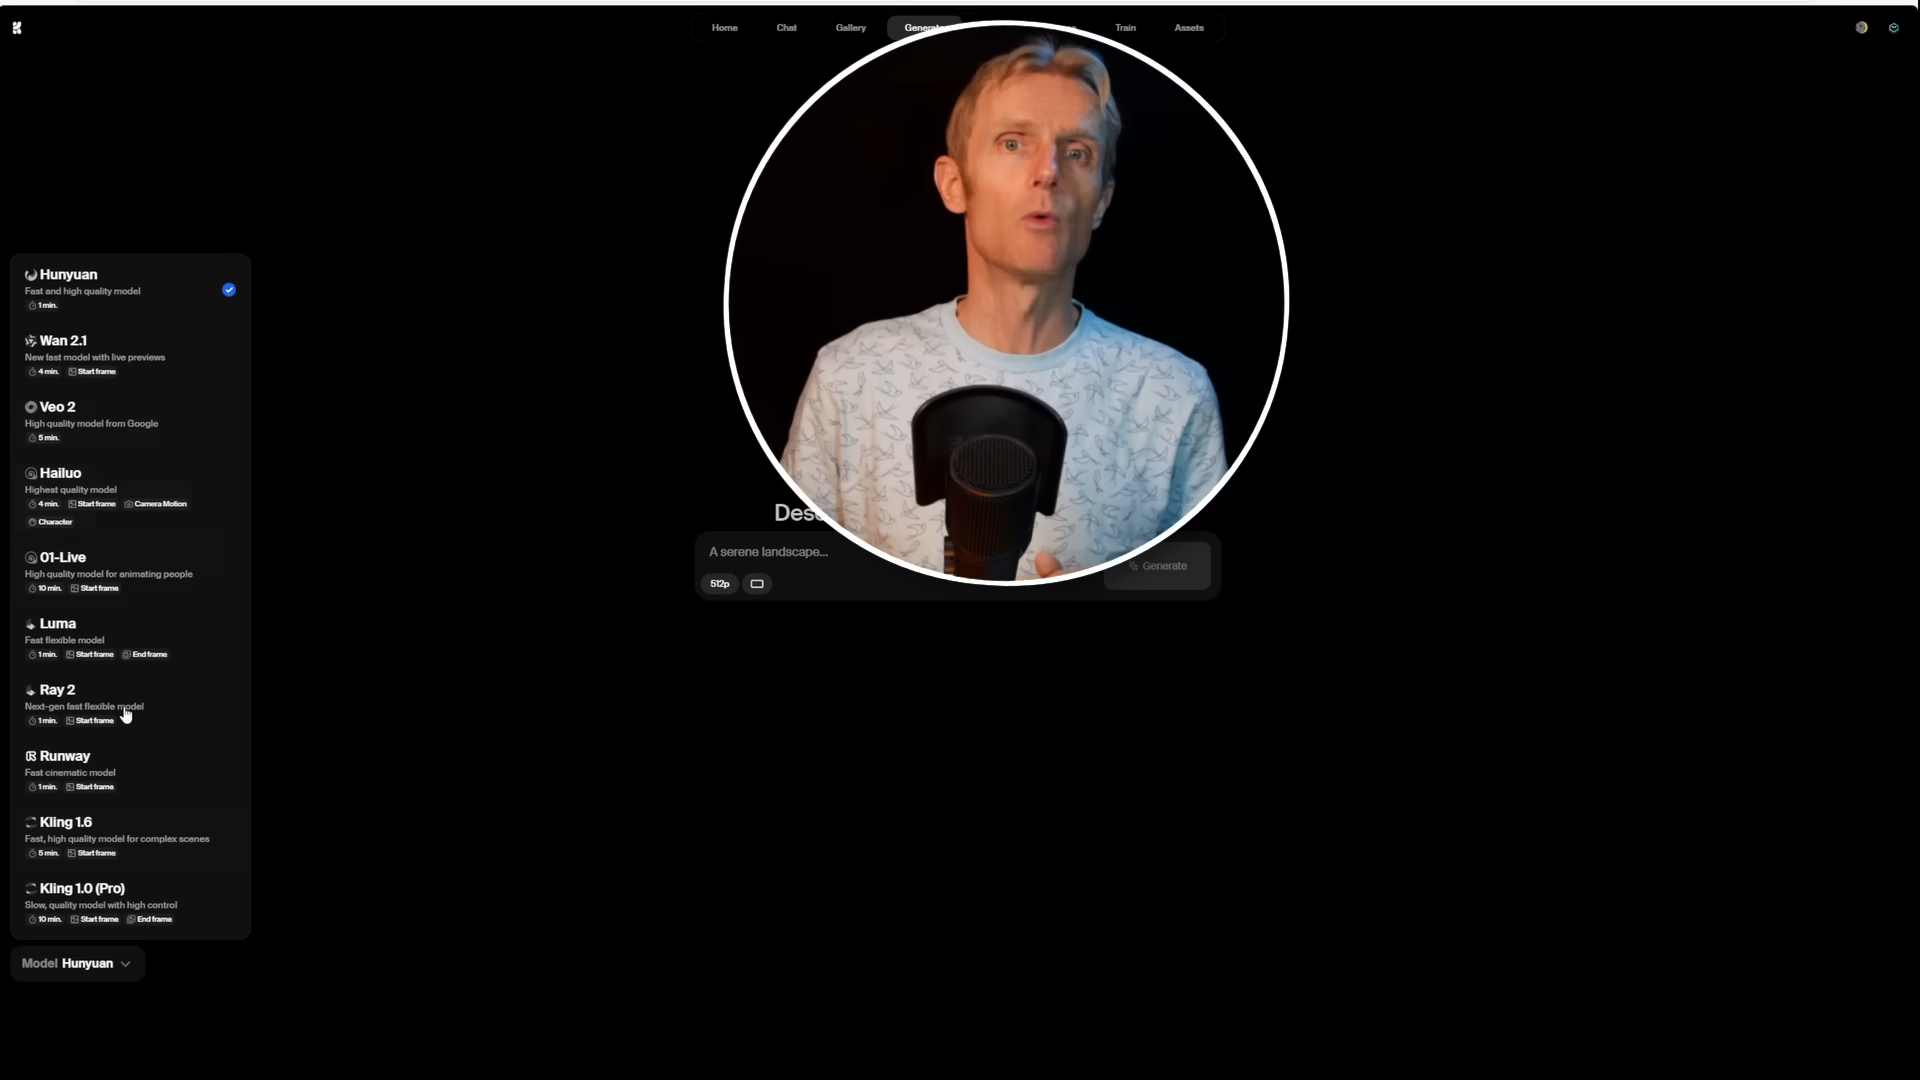 Home
Chat
Gallery
Train
Assets
Hunyuan
Fast and high quality model
1 min.
Wan 2.1
New fast model with live previews
4 min. Start frame
Veo 2
High quality model from Google
5 min.
Hailuo
Highest quality model
4 min. Start frame Camera Motion
Character
01-Live
High quality model for animating people
10 min. Start frame
Luma
Fast flexible model
1 min. Start frame End frame
Ray 2
Next-gen fast flexible model
1 min. Start frame
Runway
Fast cinematic model
1 min. Start frame
Kling 1.6
Fast, high quality model for complex scenes
5 min. Start frame
Kling 1.0 (Pro)
Slow, quality model with high control
10 min. Start frame End frame
Model Hunyuan
A serene landscape...
512p
Generate